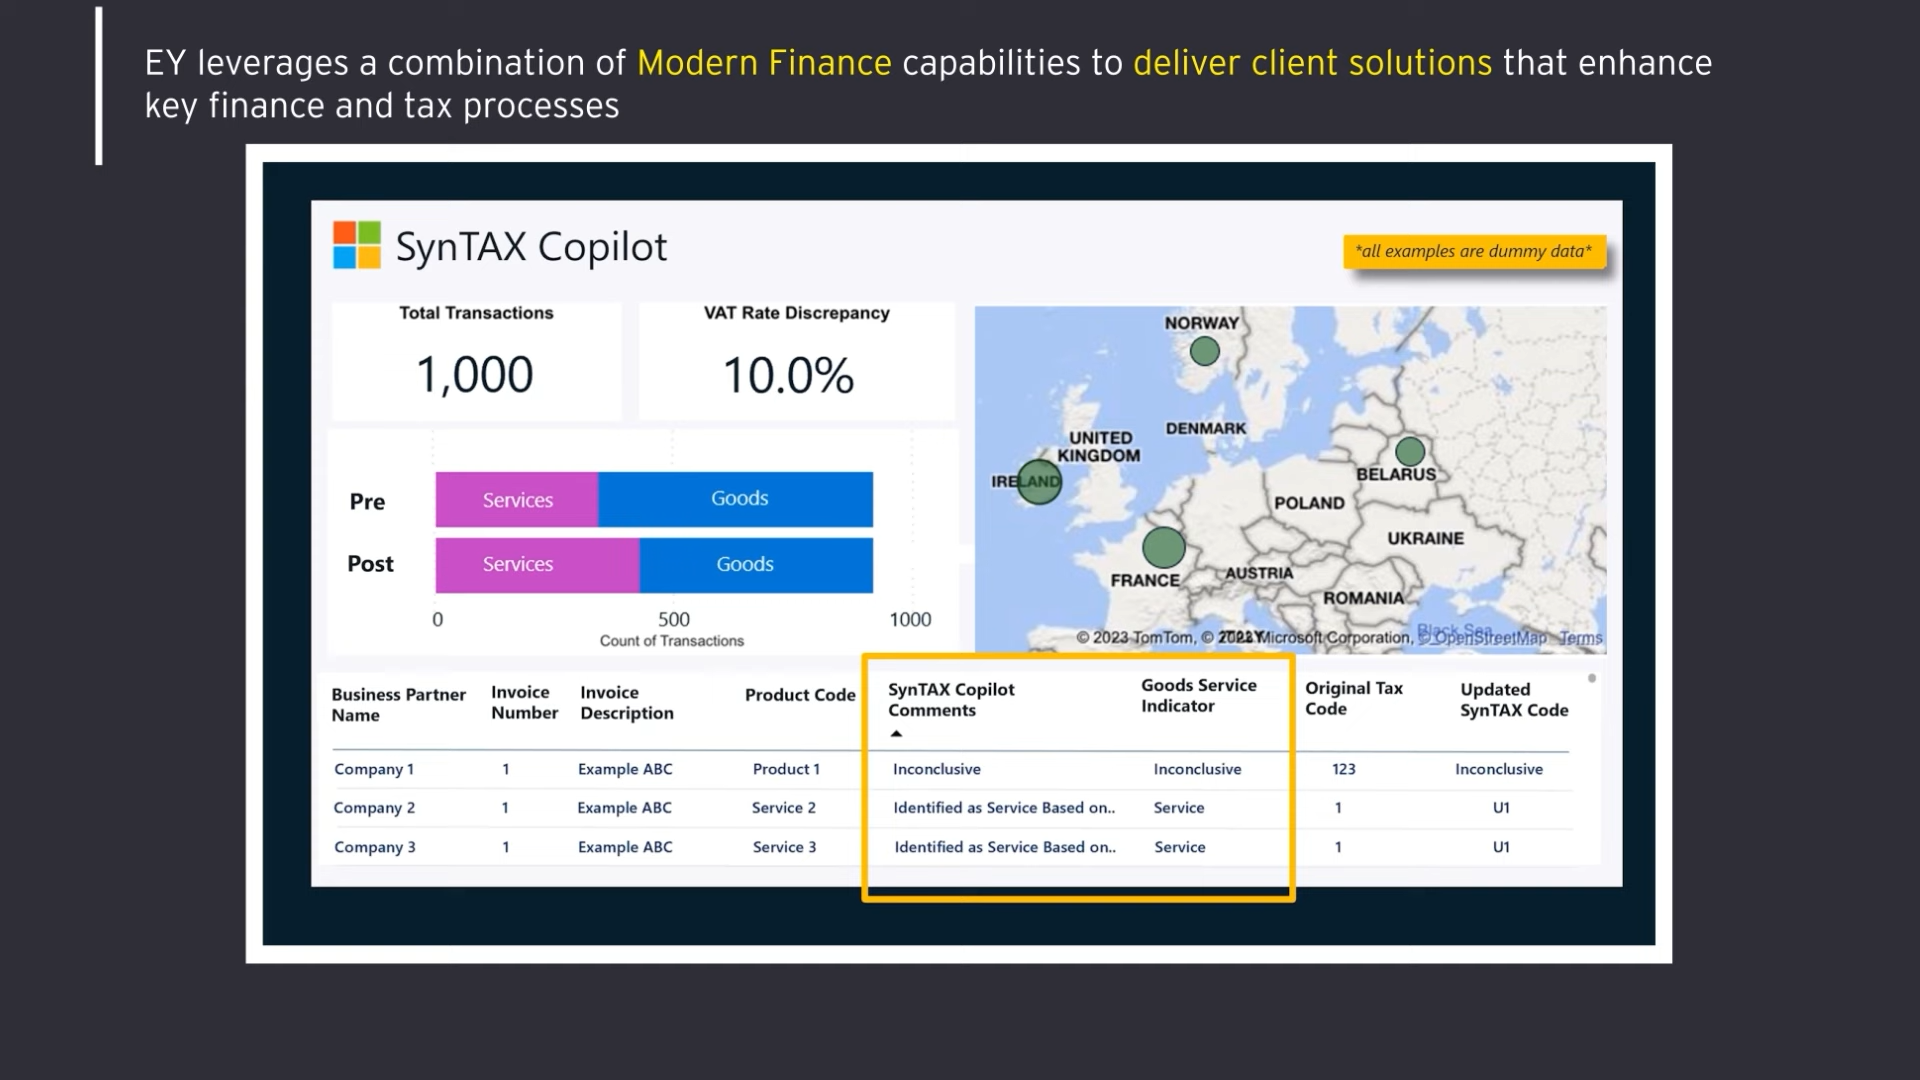 EY leverages a combination of Modern Finance capabilities to deliver client solutions that enhance
key finance and tax processes
SynTAX Copilot
*all examples are dummy data*
Total Transactions
1,000
VAT Rate Discrepancy
10.0%
Pre
Services
Goods
Post
Services
Goods
0
500
1000
Count of Transactions
NORWAY
DENMARK
UNITED
KINGDOM
IRELAND
BELARUS
POLAND
UKRAINE
FRANCE
AUSTRIA
ROMANIA
ITALY
Black Sea
© 2023 TomTom, © 2023 Microsoft Corporation, © OpenStreetMap Terms
Business Partner
Name
Invoice
Number
Invoice
Description
Product Code
SynTAX Copilot
Comments
Goods Service
Indicator
Original Tax
Code
Updated
SynTAX Code
Company 1 1 Example ABC Product 1 Inconclusive Inconclusive 123 Inconclusive
Company 2 1 Example ABC Service 2 Identified as Service Based on.. Service 1 U1
Company 3 1 Example ABC Service 3 Identified as Service Based on.. Service 1 U1